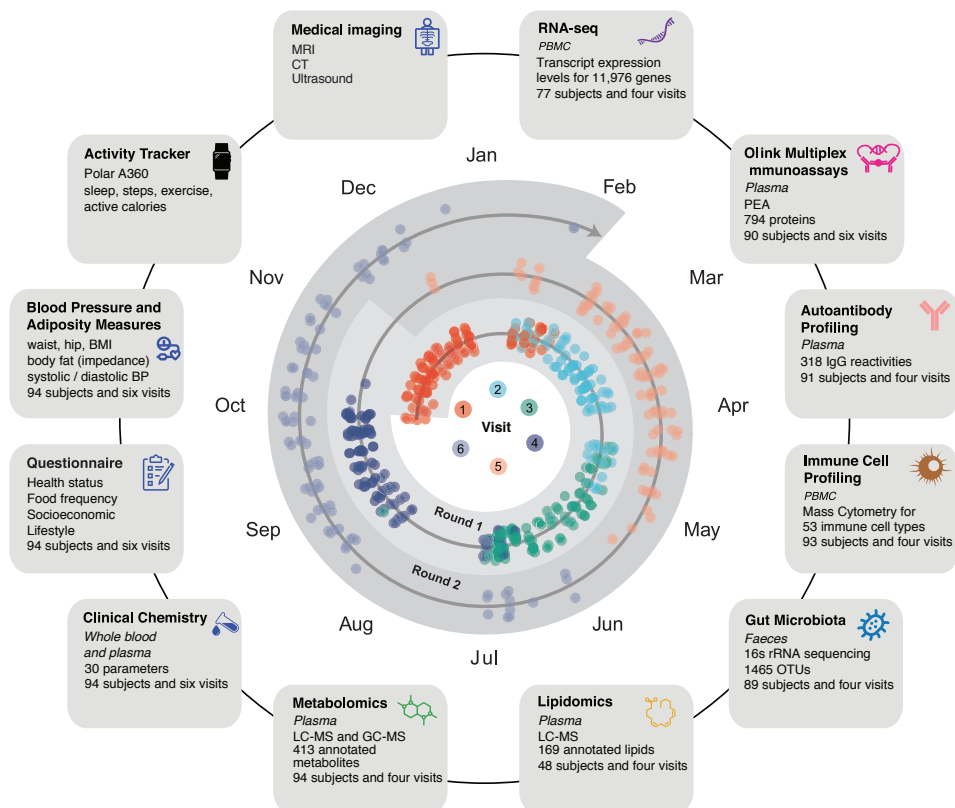 Medical imaging
MRI
CT
Ultrasound
RNA-seq
PBMC
Transcript expression
levels for 11,976 genes
77 subjects and four visits
Activity Tracker
Polar A360
sleep, steps, exercise,
active calories
Olink Multiplex
mmunoassays
Plasma
PEA
794 proteins
90 subjects and six visits
Blood Pressure and
Adiposity Measures
waist, hip, BMI
body fat (impedance)
systolic / diastolic BP
94 subjects and six visits
Autoantibody
Profiling
Plasma
318 IgG reactivities
91 subjects and four visits
Questionnaire
Health status
Food frequency
Socioeconomic
Lifestyle
94 subjects and six visits
Immune Cell
Profiling
PBMC
Mass Cytometry for
53 immune cell types
93 subjects and four visits
Clinical Chemistry
Whole blood
and plasma
30 parameters
94 subjects and six visits
Gut Microbiota
Faeces
16s rRNA sequencing
1465 OTUs
89 subjects and four visits
Metabolomics
Plasma
LC-MS and GC-MS
413 annotated
metabolites
94 subjects and four visits
Lipidomics
Plasma
LC-MS
169 annotated lipids
48 subjects and four visits
Jan
Feb
Mar
Apr
May
Jun
Jul
Aug
Sep
Oct
Nov
Dec
Visit
1
2
3
4
5
6
Round 1
Round 2